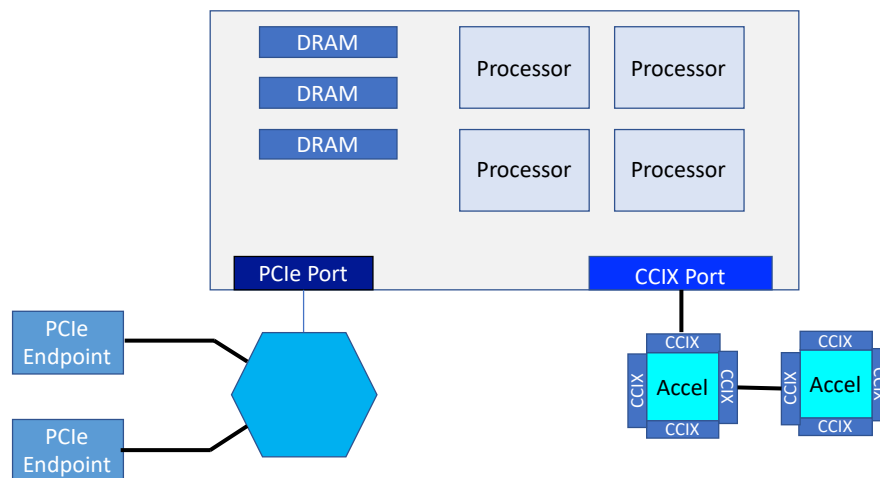 DRAM
DRAM
DRAM
Processor
Processor
Processor
Processor
PCIe Port
CCIX Port
PCIe
Endpoint
PCIe
Endpoint
CCIX
CCIX
Accel
CCIX
CCIX
CCIX
CCIX
Accel
CCIX
CCIX